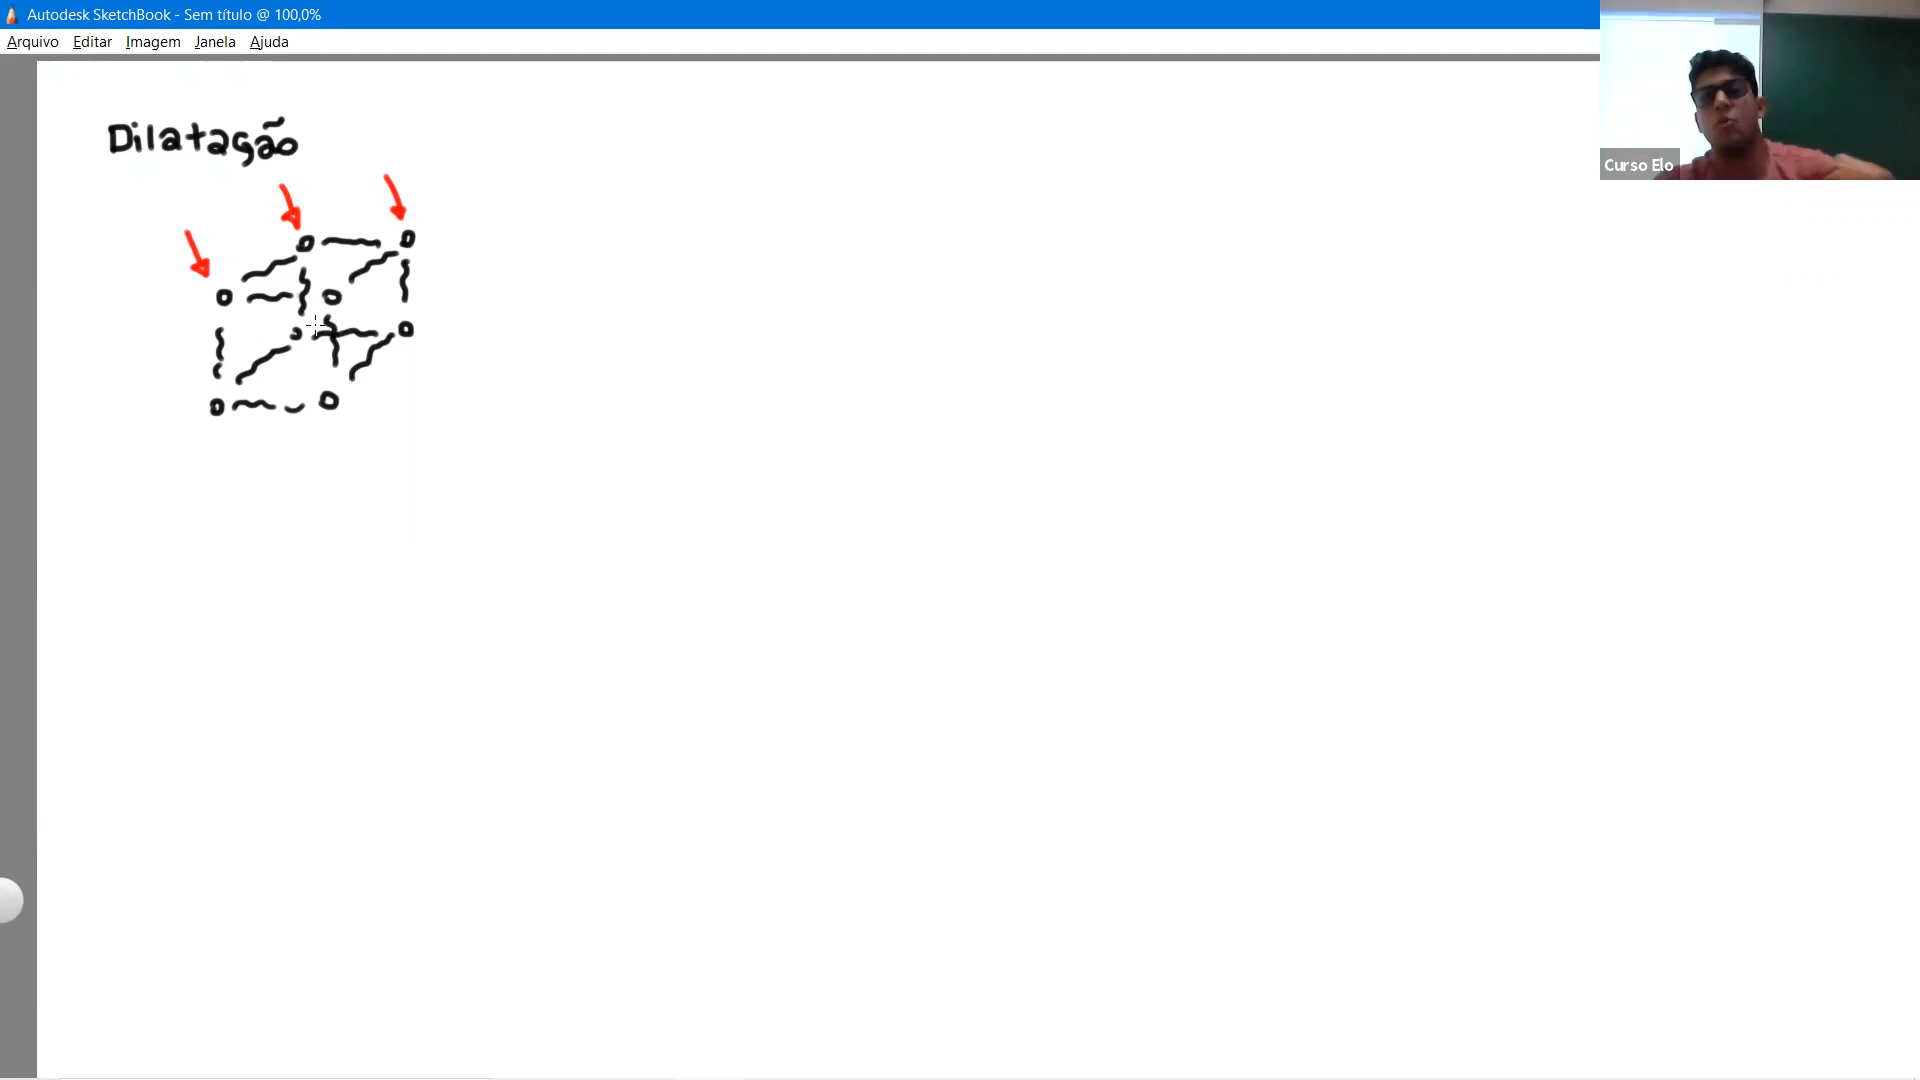 Autodesk SketchBook - Sem título @ 100,0%
Arquivo Editar Imagem Janela Ajuda
Curso Elo
Dilatação